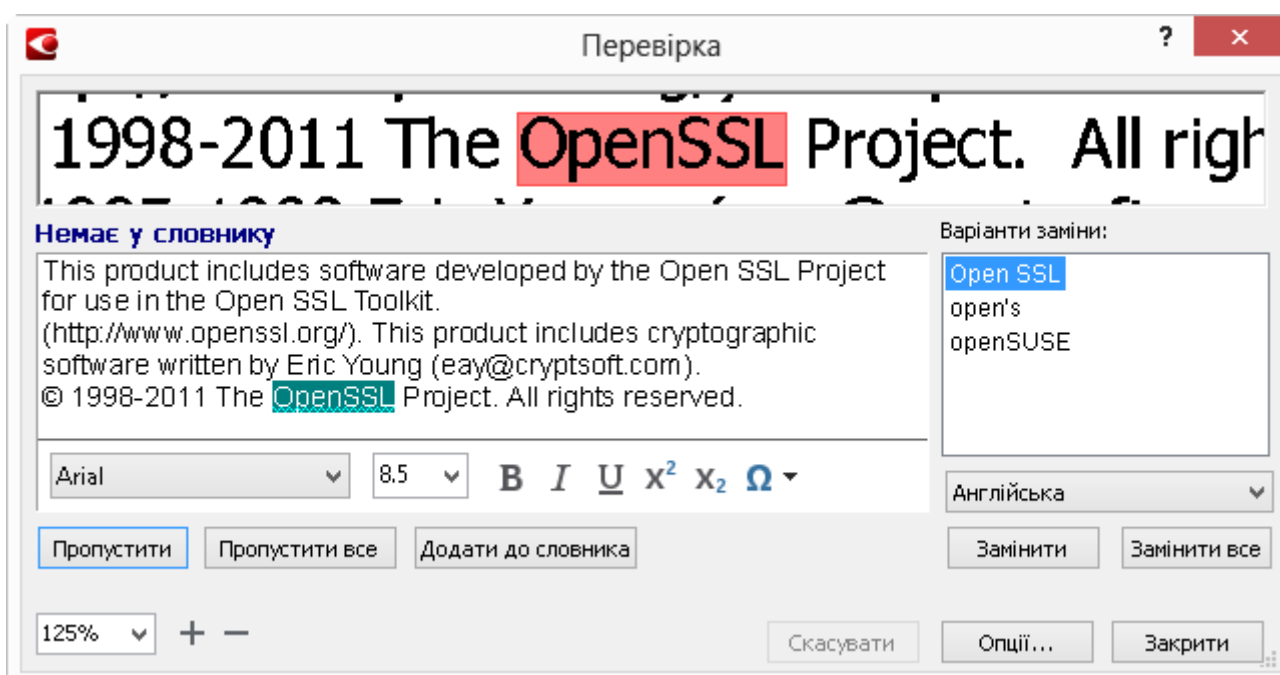 Перевірка
?
1998-2011 The OpenSSL Project. All righ
Немає у словнику
Варіанти заміни:
This product includes software developed by the Open SSL Project
for use in the Open SSL Toolkit.
(http://www.openssl.org/). This product includes cryptographic
software written by Eric Young (eay@cryptsoft.com).
© 1998-2011 The OpenSSL Project. All rights reserved.
Open SSL
open's
openSUSE
Arial
8.5
B I U X² X₂ Ω
Англійська
Пропустити
Пропустити все
Додати до словника
Замінити
Замінити все
125%
Скасувати
Опції...
Закрити